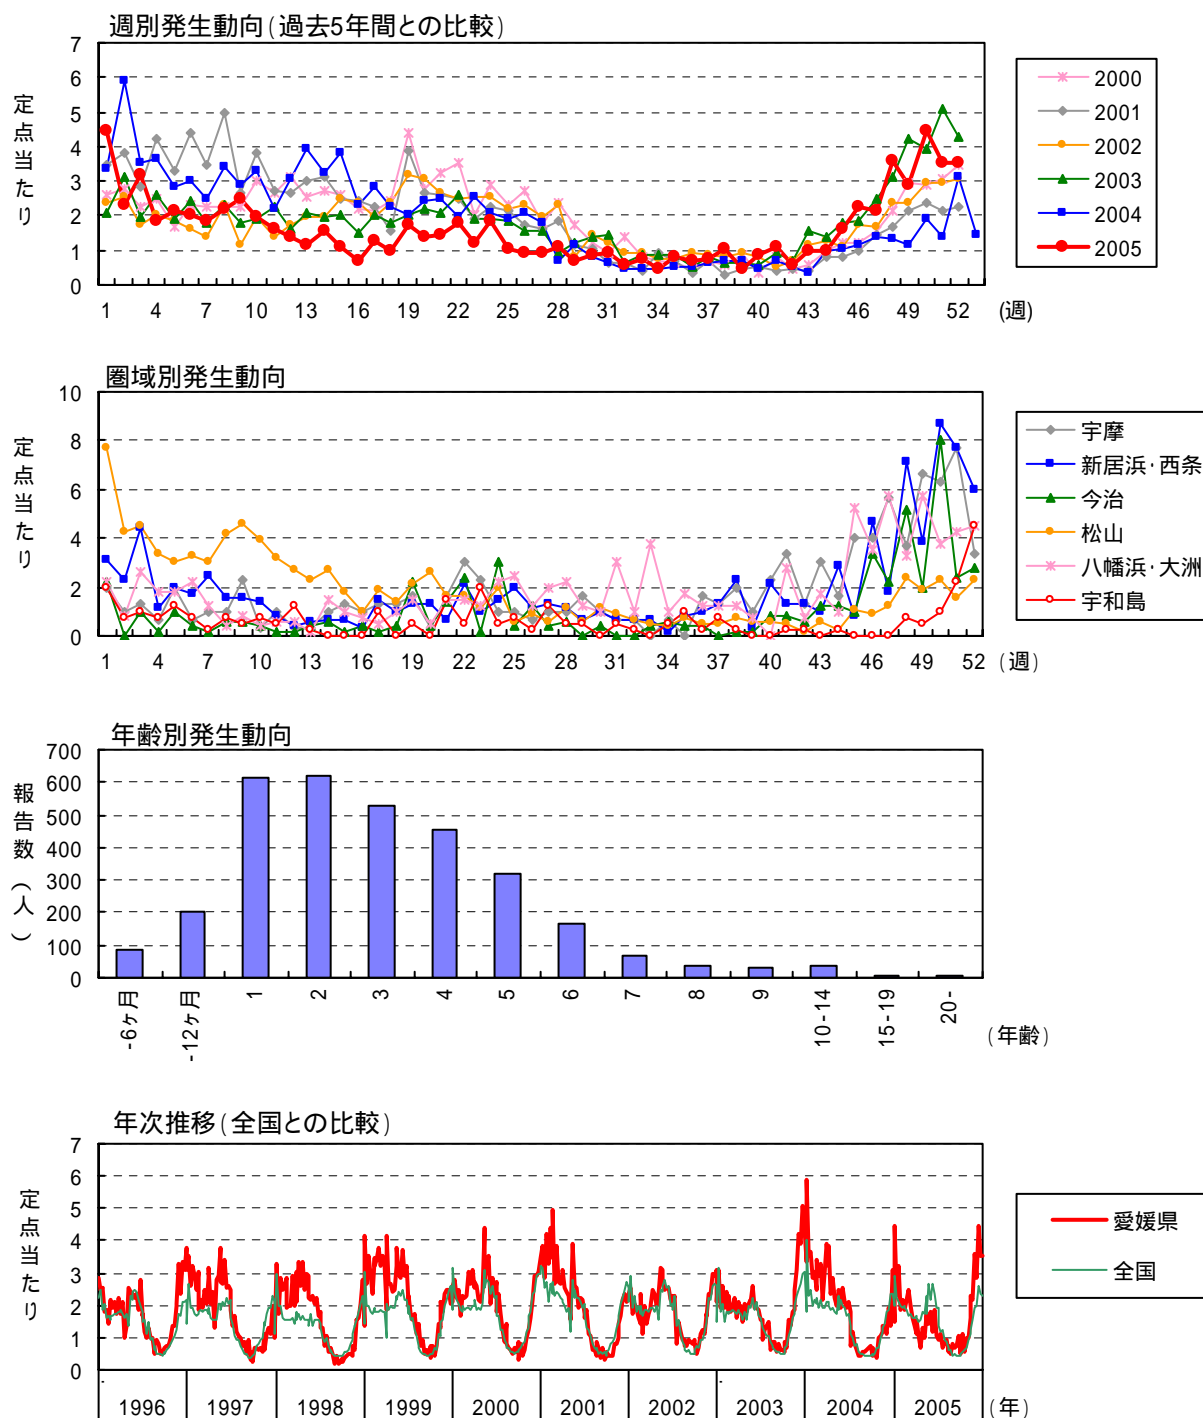 週別発生動向(過去5年間との比較)
定点当たり
7
6
5
4
3
2
1
0
1 4 7 10 13 16 19 22 25 28 31 34 37 40 43 46 49 52 (週)
2000
2001
2002
2003
2004
2005
圏域別発生動向
定点当たり
10
8
6
4
2
0
1 4 7 10 13 16 19 22 25 28 31 34 37 40 43 46 49 52 (週)
宇摩
新居浜・西条
今治
松山
八幡浜・大洲
宇和島
年齢別発生動向
報告数(人)
700
600
500
400
300
200
100
0
-6ヶ月 -12ヶ月 1 2 3 4 5 6 7 8 9 10-14 15-19 20- (年齢)
年次推移(全国との比較)
定点当たり
7
6
5
4
3
2
1
0
1996 1997 1998 1999 2000 2001 2002 2003 2004 2005 (年)
愛媛県
全国